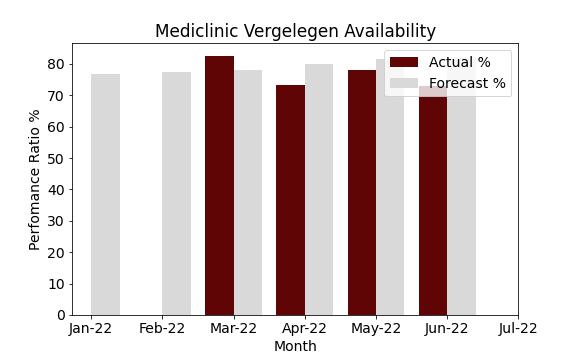 Mediclinic Vergelegen Availability
Actual %
Forecast %
Perfomance Ratio %
80
70
60
50
40
30
20
10
0
Jan-22 Feb-22 Mar-22 Apr-22 May-22 Jun-22 Jul-22
Month